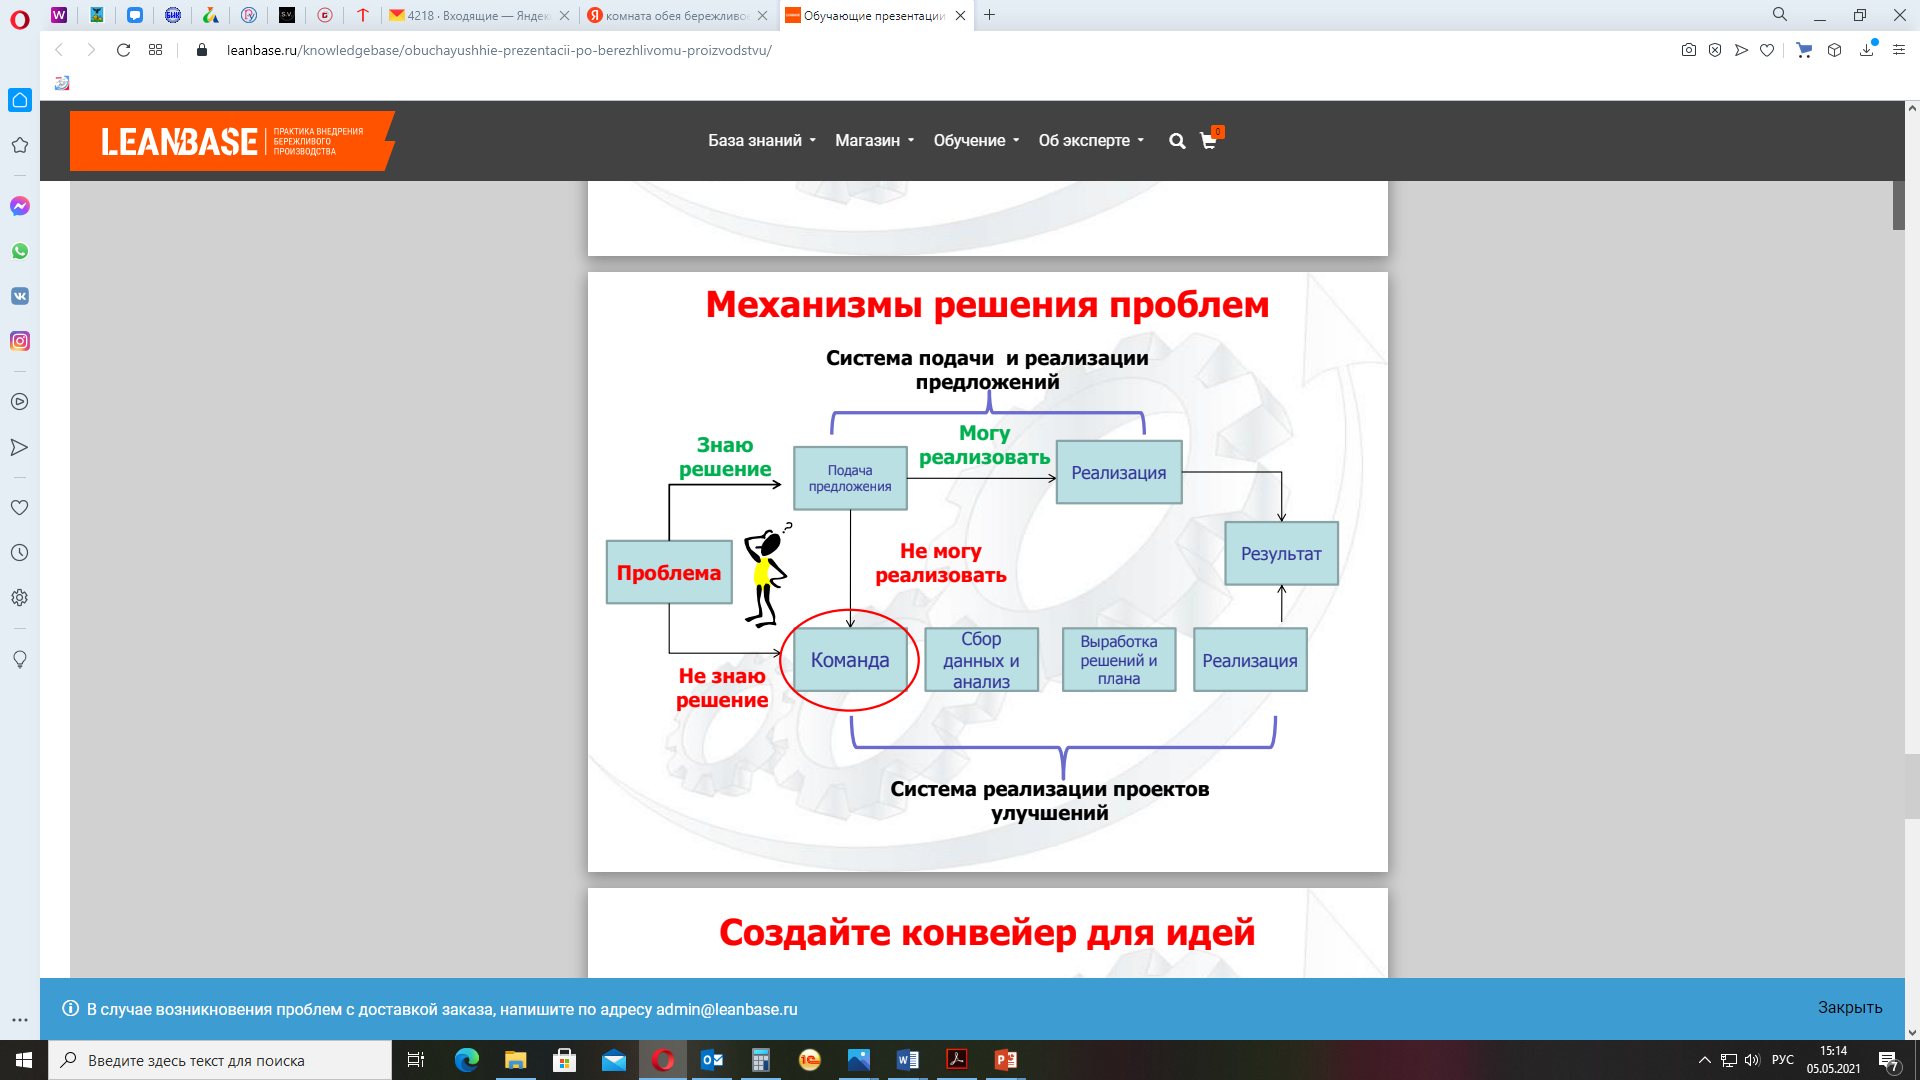 4218 · Входящие — Яндек
комната обея бережливо
Обучающие презентации
leanbase.ru/knowledgebase/obuchayushhie-prezentacii-po-berezhlivomu-proizvodstvu/
LEANBASE
ПРАКТИКА ВНЕДРЕНИЯ
БЕРЕЖЛИВОГО
ПРОИЗВОДСТВА
База знаний
Магазин
Обучение
Об эксперте
0
Механизмы решения проблем
Система подачи и реализации
предложений
Знаю
решение
Подача
предложения
Могу
реализовать
Реализация
Результат
Проблема
?
Не могу
реализовать
Не знаю
решение
Команда
Сбор
данных и
анализ
Выработка
решений и
плана
Реализация
Система реализации проектов
улучшений
Создайте конвейер для идей
В случае возникновения проблем с доставкой заказа, напишите по адресу admin@leanbase.ru
Закрыть
Введите здесь текст для поиска
РУС
15:14
05.05.2021
7